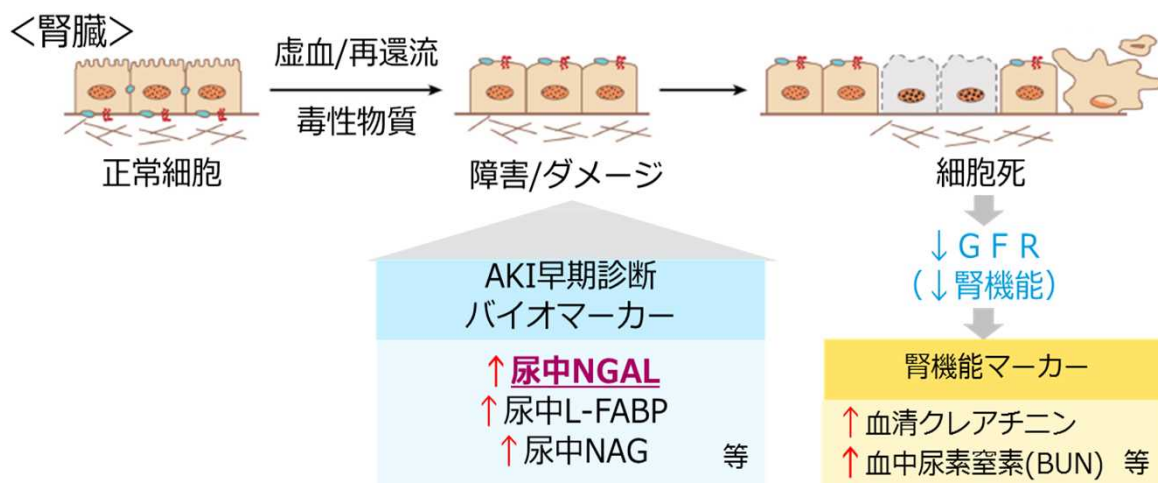 ＜腎臓＞
虚血/再還流
毒性物質
正常細胞
障害/ダメージ
細胞死
AKI早期診断
バイオマーカー
↑尿中NGAL
↑尿中L-FABP
↑尿中NAG 等
↓ＧＦＲ
(↓腎機能)
腎機能マーカー
↑血清クレアチニン
↑血中尿素窒素(BUN) 等